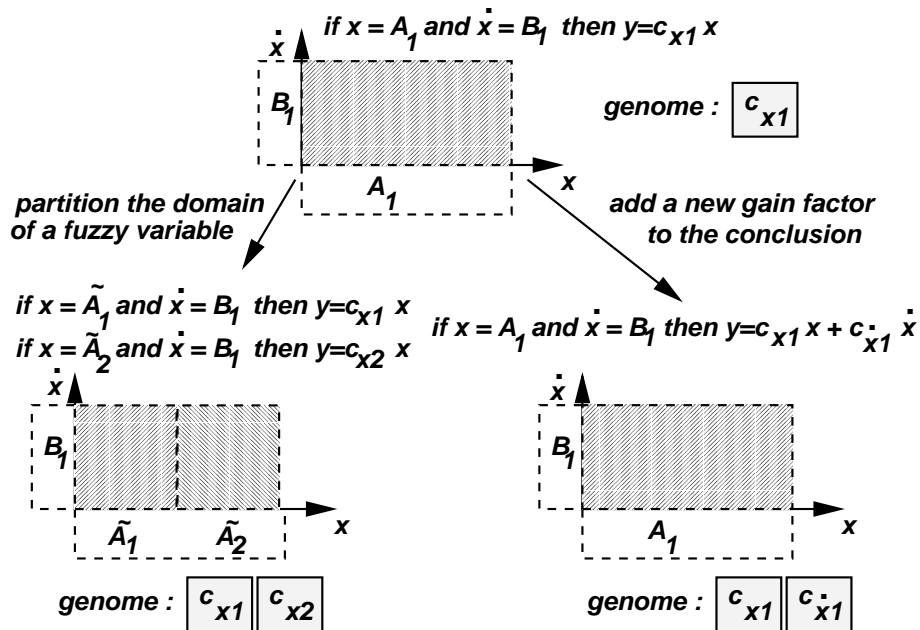 if x = A₁ and ẋ = B₁ then y=cₓ₁ x
ẋ
B₁
genome : cₓ₁
A₁
x
partition the domain
of a fuzzy variable
add a new gain factor
to the conclusion
if x = Ã₁ and ẋ = B₁ then y=cₓ₁ x
if x = Ã₂ and ẋ = B₁ then y=cₓ₂ x
if x = A₁ and ẋ = B₁ then y=cₓ₁ x + c_ẋ₁ ẋ
ẋ
B₁
Ã₁ Ã₂
x
genome : cₓ₁ cₓ₂
ẋ
B₁
A₁
x
genome : cₓ₁ c_ẋ₁